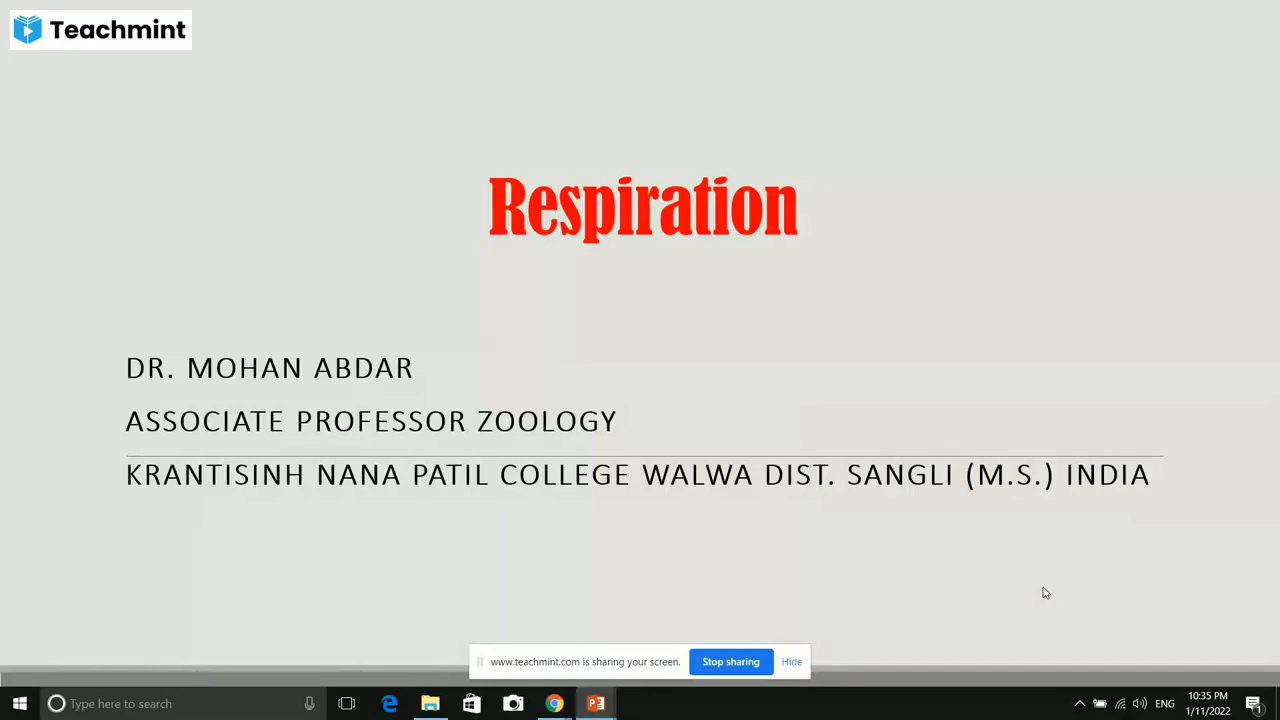 Teachmint
Respiration
DR. MOHAN ABDAR
ASSOCIATE PROFESSOR ZOOLOGY
KRANTISINH NANA PATIL COLLEGE WALWA DIST. SANGLI (M.S.) INDIA
www.teachmint.com is sharing your screen. Stop sharing Hide
Type here to search
ENG
10:35 PM
1/11/2022
1